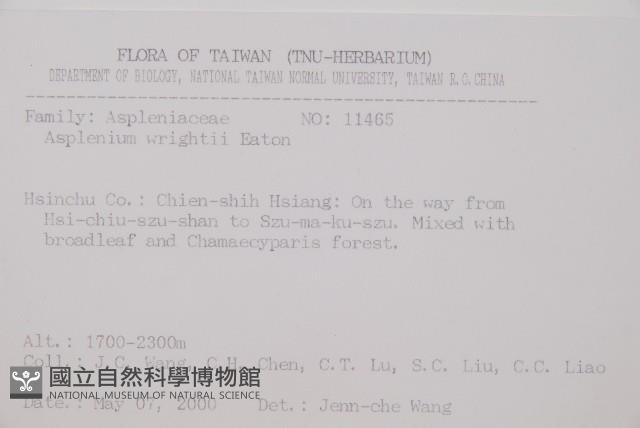 FLORA OF TAIWAN (TNU-HERBARIUM)
DEPARTMENT OF BIOLOGY, NATIONAL TAIWAN NORMAL UNIVERSITY, TAIWAN R.O.CHINA
Family: Aspleniaceae NO: 11465
Asplenium wrightii Eaton
Hsinchu Co.: Chien-shih Hsiang: On the way from
Hsi-chiu-szu-shan to Szu-ma-ku-szu. Mixed with
broadleaf and Chamaecyparis forest.
Alt.: 1700-2300m
Coll.: J.C. Wang, C.H. Chen, C.T. Lu, S.C. Liu, C.C. Liao
國立自然科學博物館
NATIONAL MUSEUM OF NATURAL SCIENCE
Date.: May 07, 2000 Det.: Jenn-che Wang